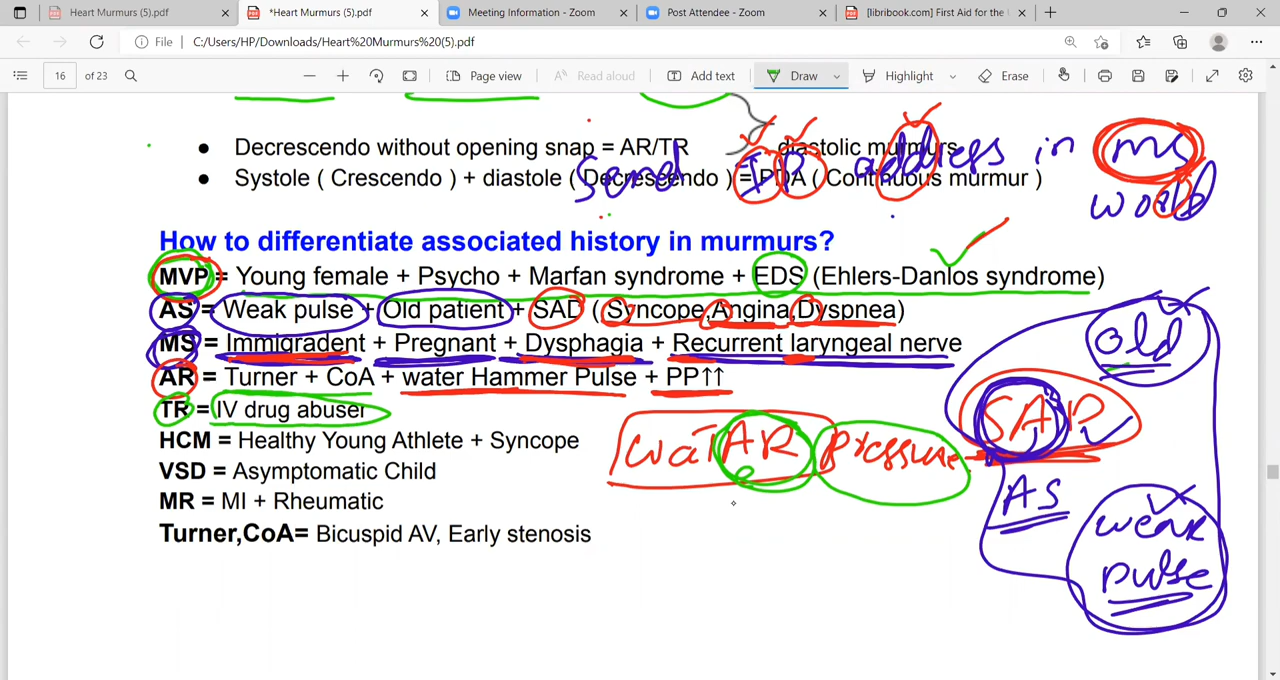 Heart Murmurs (5).pdf
*Heart Murmurs (5).pdf
Meeting Information - Zoom
Post Attendee - Zoom
[libribook.com] First Aid for the
File
C:/Users/HP/Downloads/Heart%20Murmurs%20(5).pdf
16 of 23
Page view
Read aloud
Add text
Draw
Highlight
Erase
● Decrescendo without opening snap = AR/TR diastolic murmurs
● Systole ( Crescendo ) + diastole ( Decrescendo ) = PDA ( Continuous murmur )
Send IP address in ms
world
How to differentiate associated history in murmurs?
MVP = Young female + Psycho + Marfan syndrome + EDS (Ehlers-Danlos syndrome)
AS = Weak pulse + Old patient + SAD ( Syncope,Angina,Dyspnea)
MS = Immigradent + Pregnant + Dysphagia + Recurrent laryngeal nerve
AR = Turner + CoA + water Hammer Pulse + PP↑↑
TR = IV drug abuser
HCM = Healthy Young Athlete + Syncope
VSD = Asymptomatic Child
MR = MI + Rheumatic
Turner,CoA= Bicuspid AV, Early stenosis
watAR pressure
old
AS
weak
pulse